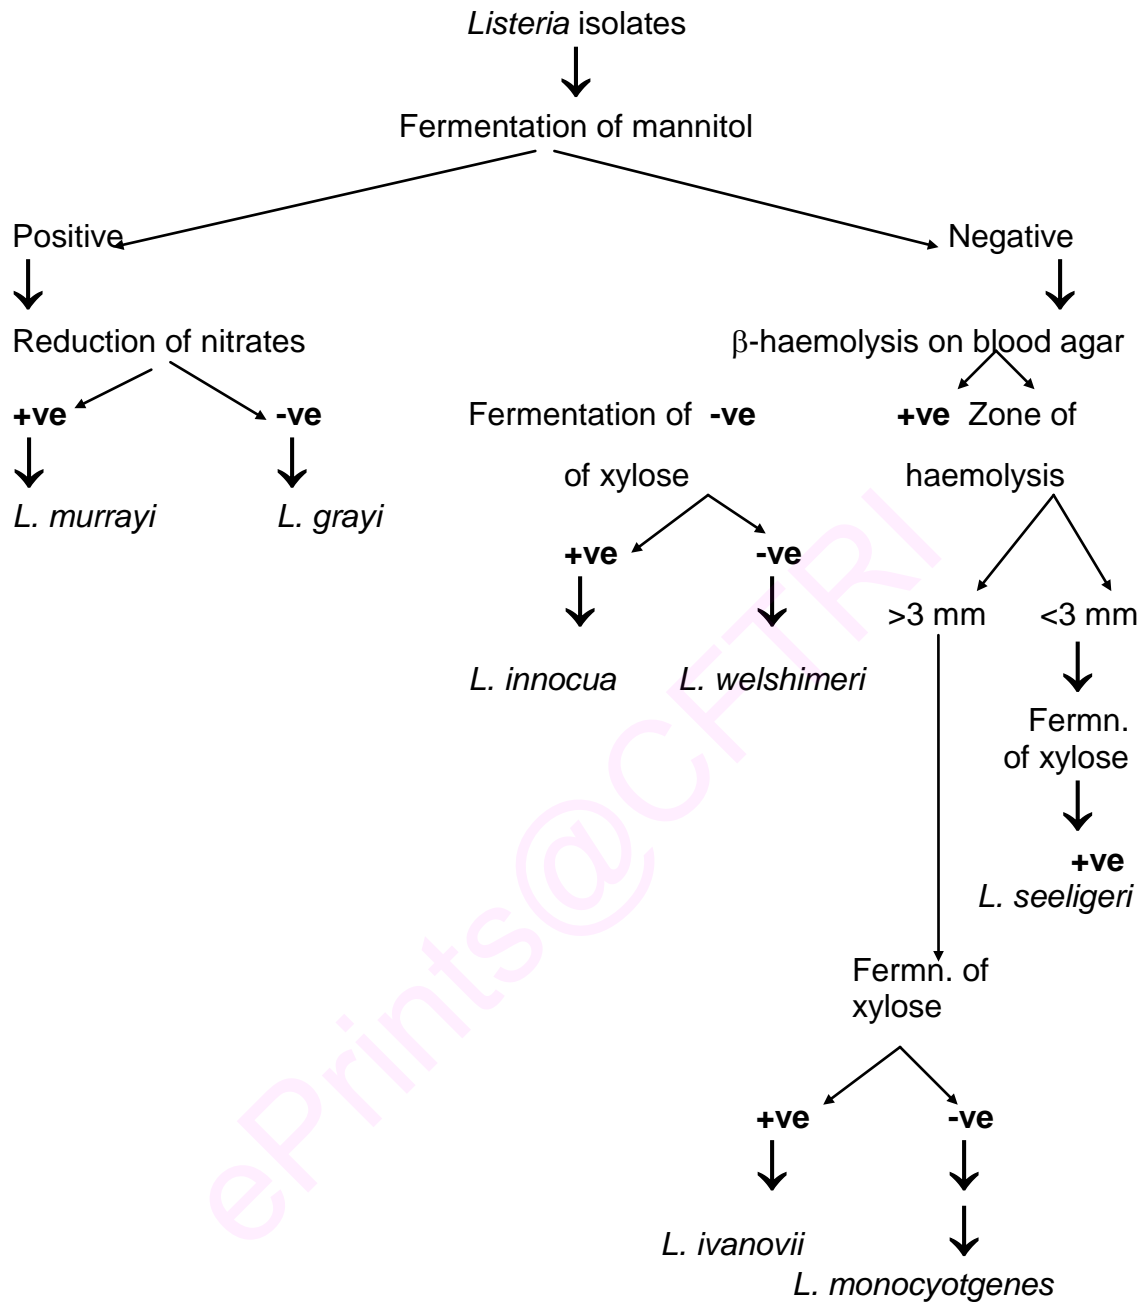 Listeria isolates
Fermentation of mannitol
Positive
Negative
Reduction of nitrates
β-haemolysis on blood agar
+ve
-ve
Fermentation of -ve
+ve Zone of
of xylose
haemolysis
L. murrayi
L. grayi
+ve
-ve
>3 mm
<3 mm
L. innocua
L. welshimeri
Fermn.
of xylose
+ve
L. seeligeri
Fermn. of
xylose
+ve
-ve
L. ivanovii
L. monocyotgenes
ePrints@CFTRI